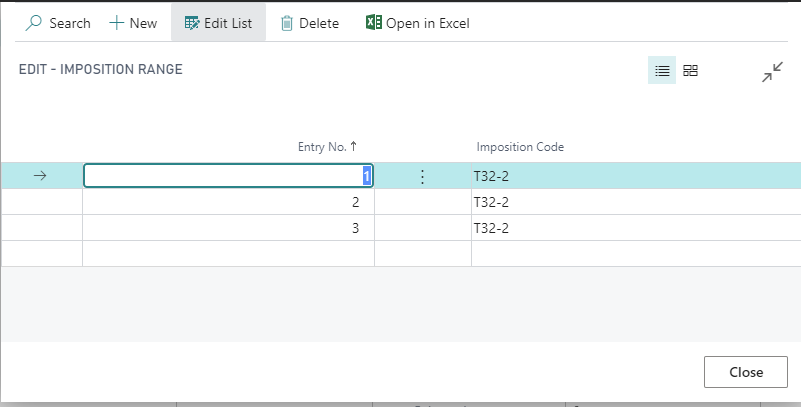 Search New Edit List Delete Open in Excel
EDIT - IMPOSITION RANGE
Entry No. ↑ Imposition Code
1 T32-2
2 T32-2
3 T32-2
Close